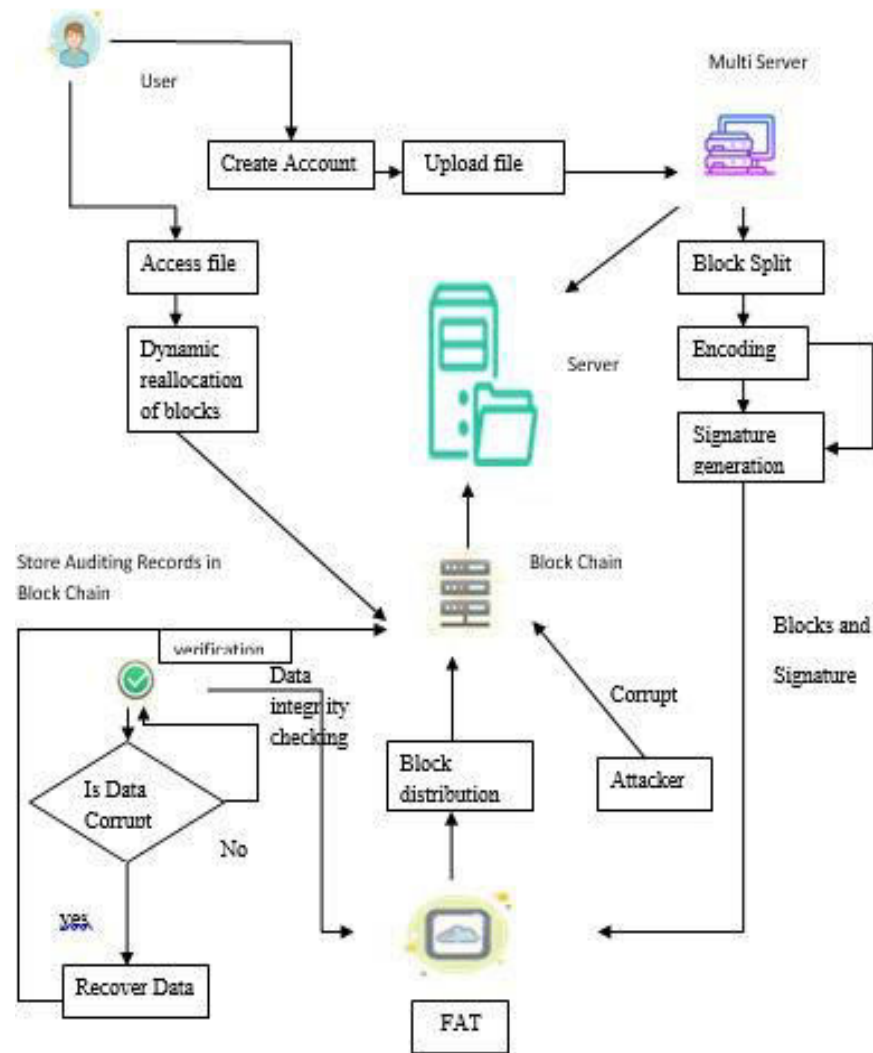 User
Multi Server
Create Account
Upload file
Access file
Block Split
Dynamic
reallocation
of blocks
Encoding
Server
Signature
generation
Store Auditing Records in
Block Chain
Block Chain
Blocks and
Signature
verification
Data
integrity
checking
Corrupt
Is Data
Corrupt
Block
distribution
Attacker
No
yes
Recover Data
FAT